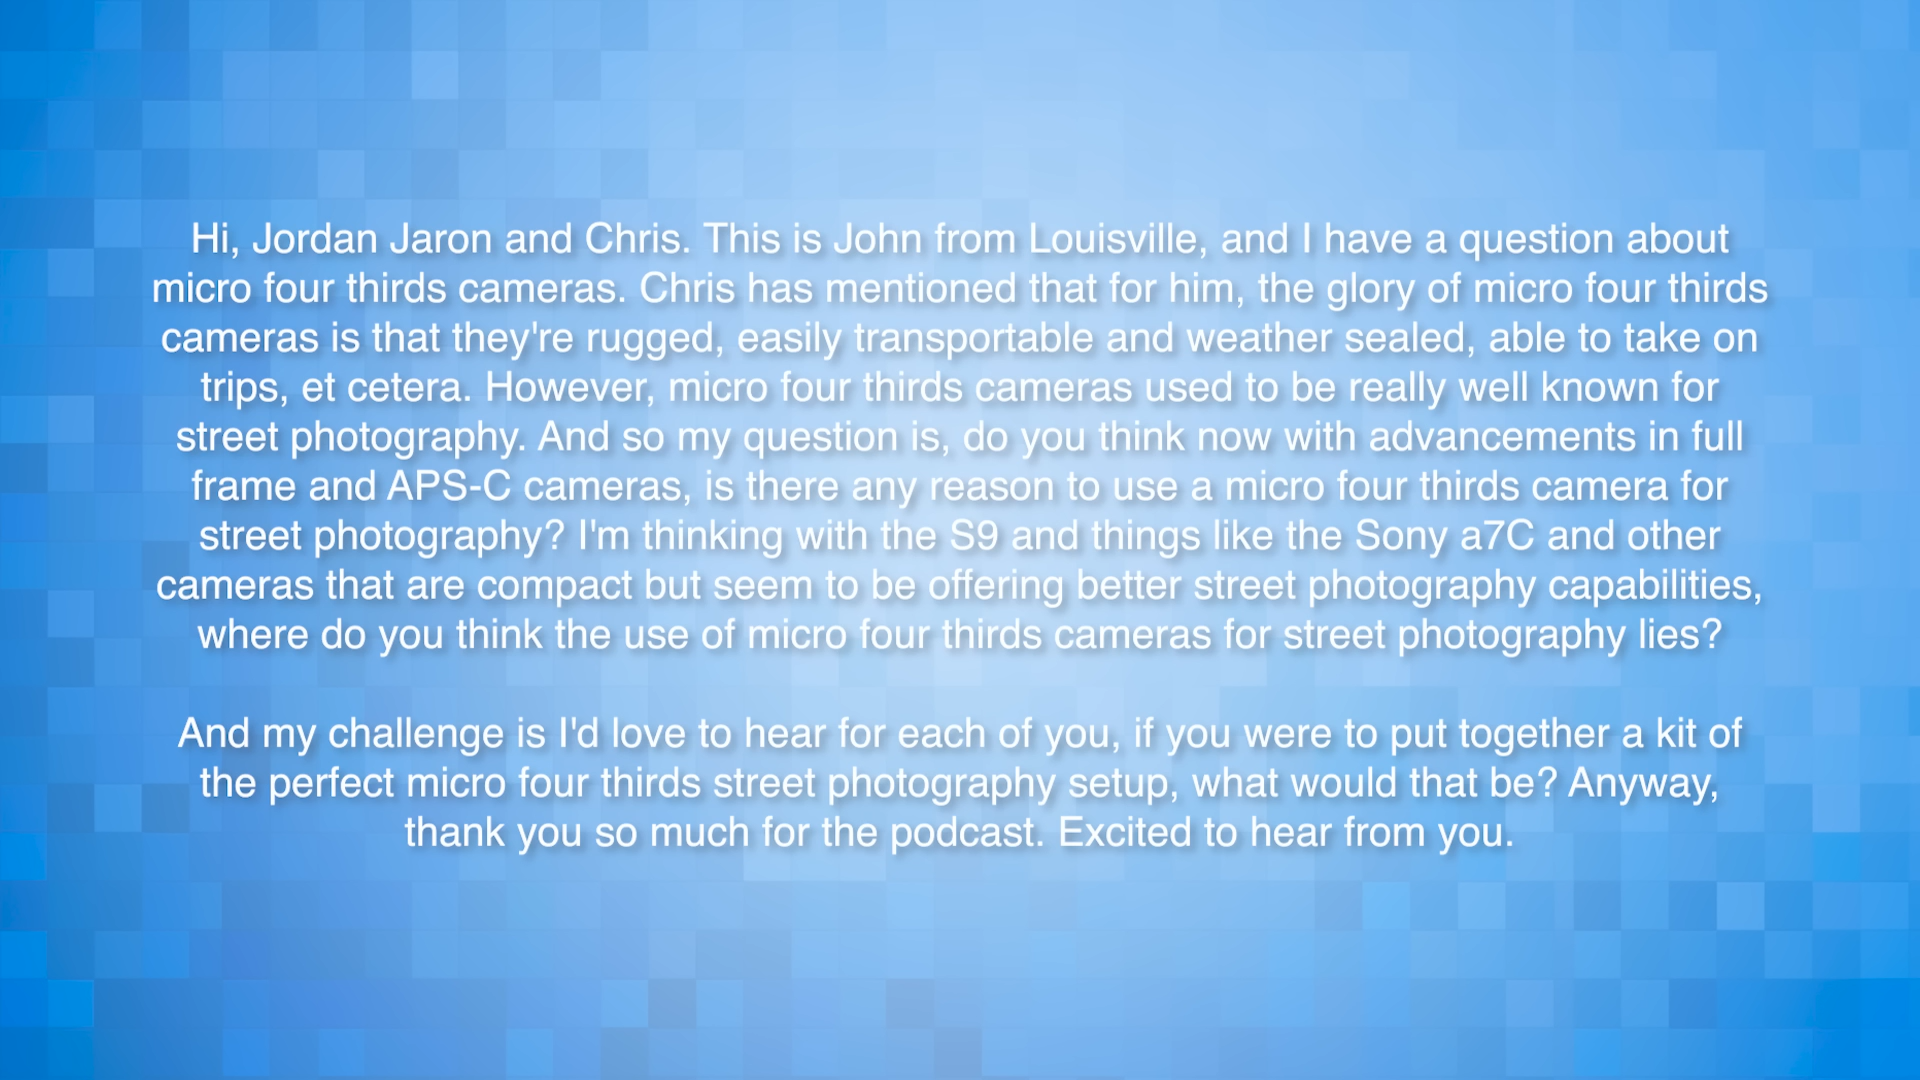 Hi, Jordan Jaron and Chris. This is John from Louisville, and I have a question about
micro four thirds cameras. Chris has mentioned that for him, the glory of micro four thirds
cameras is that they're rugged, easily transportable and weather sealed, able to take on
trips, et cetera. However, micro four thirds cameras used to be really well known for
street photography. And so my question is, do you think now with advancements in full
frame and APS-C cameras, is there any reason to use a micro four thirds camera for
street photography? I'm thinking with the S9 and things like the Sony a7C and other
cameras that are compact but seem to be offering better street photography capabilities,
where do you think the use of micro four thirds cameras for street photography lies?
And my challenge is I'd love to hear for each of you, if you were to put together a kit of
the perfect micro four thirds street photography setup, what would that be? Anyway,
thank you so much for the podcast. Excited to hear from you.